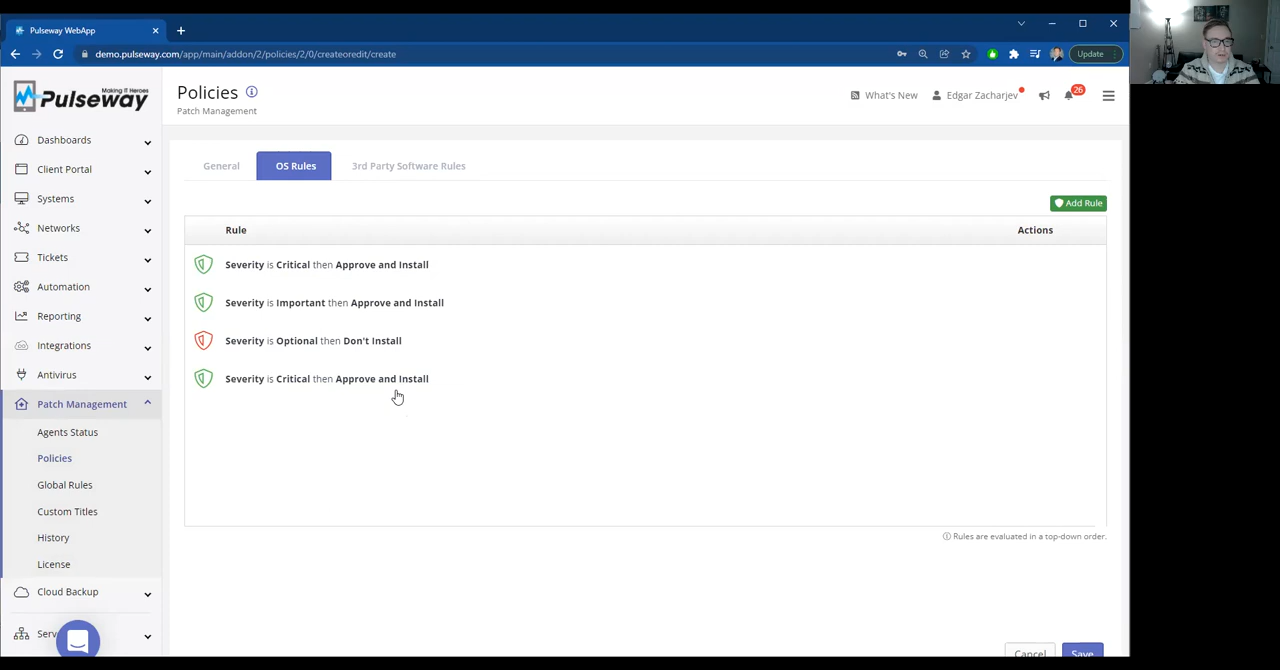 Pulseway WebApp
demo.pulseway.com/app/main/addon/2/policies/2/0/createoredit/create
Update
Making IT Heroes
Pulseway
Policies
Patch Management
What's New
Edgar Zacharjev
26
Dashboards
Client Portal
Systems
Networks
Tickets
Automation
Reporting
Integrations
Antivirus
Patch Management
Agents Status
Policies
Global Rules
Custom Titles
History
License
Cloud Backup
Serv
General
OS Rules
3rd Party Software Rules
Add Rule
Rule
Actions
Severity is Critical then Approve and Install
Severity is Important then Approve and Install
Severity is Optional then Don't Install
Severity is Critical then Approve and Install
Rules are evaluated in a top-down order.
Cancel
Save